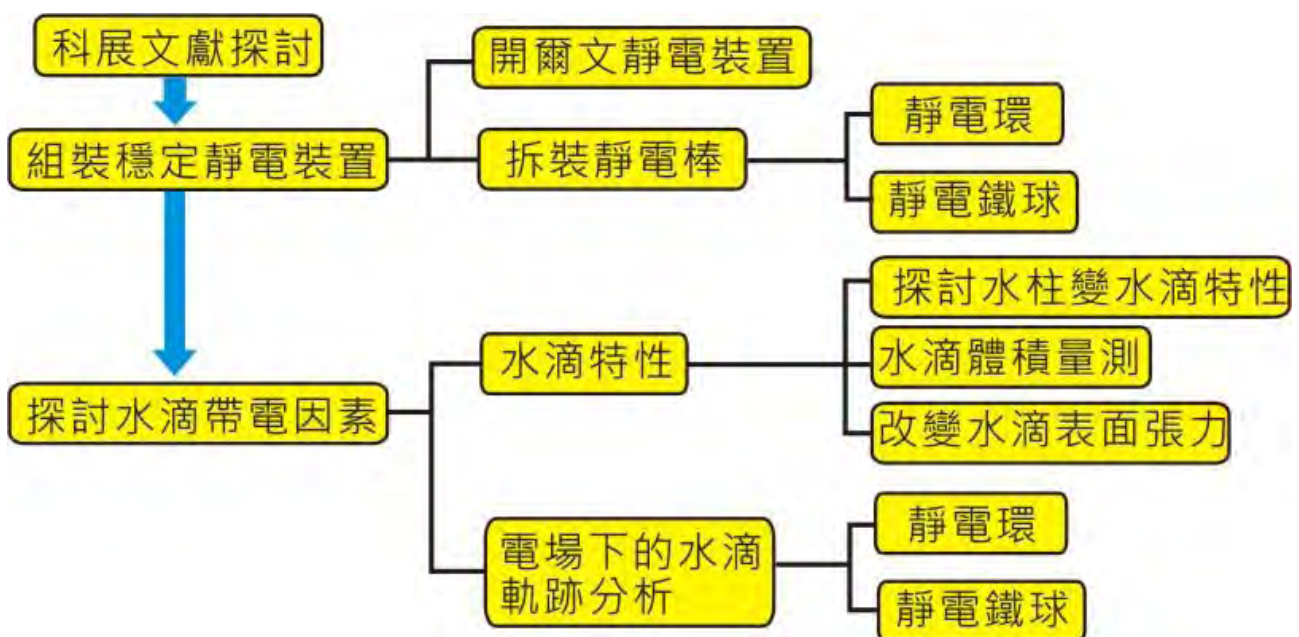 科展文獻探討
組裝穩定靜電裝置
開爾文靜電裝置
拆裝靜電棒
靜電環
靜電鐵球
探討水滴帶電因素
水滴特性
探討水柱變水滴特性
水滴體積量測
改變水滴表面張力
電場下的水滴
軌跡分析
靜電環
靜電鐵球